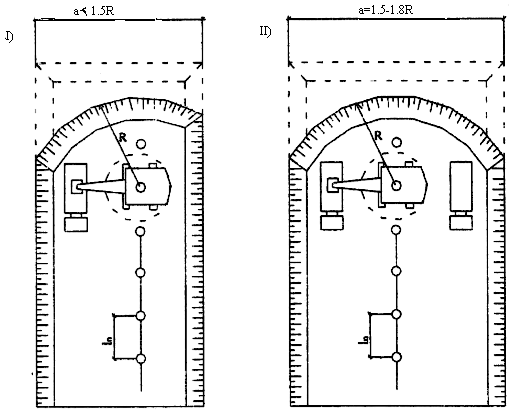 a< 1.5R
I)
R
a=1.5-1.8R
II)
R